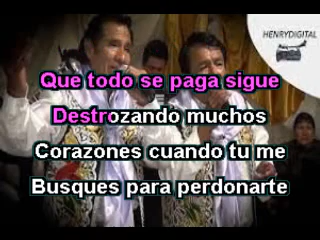 HENRYDIGITAL
Que todo se paga sigue
Destrozando muchos
Corazones cuando tu me
Busques para perdonarte